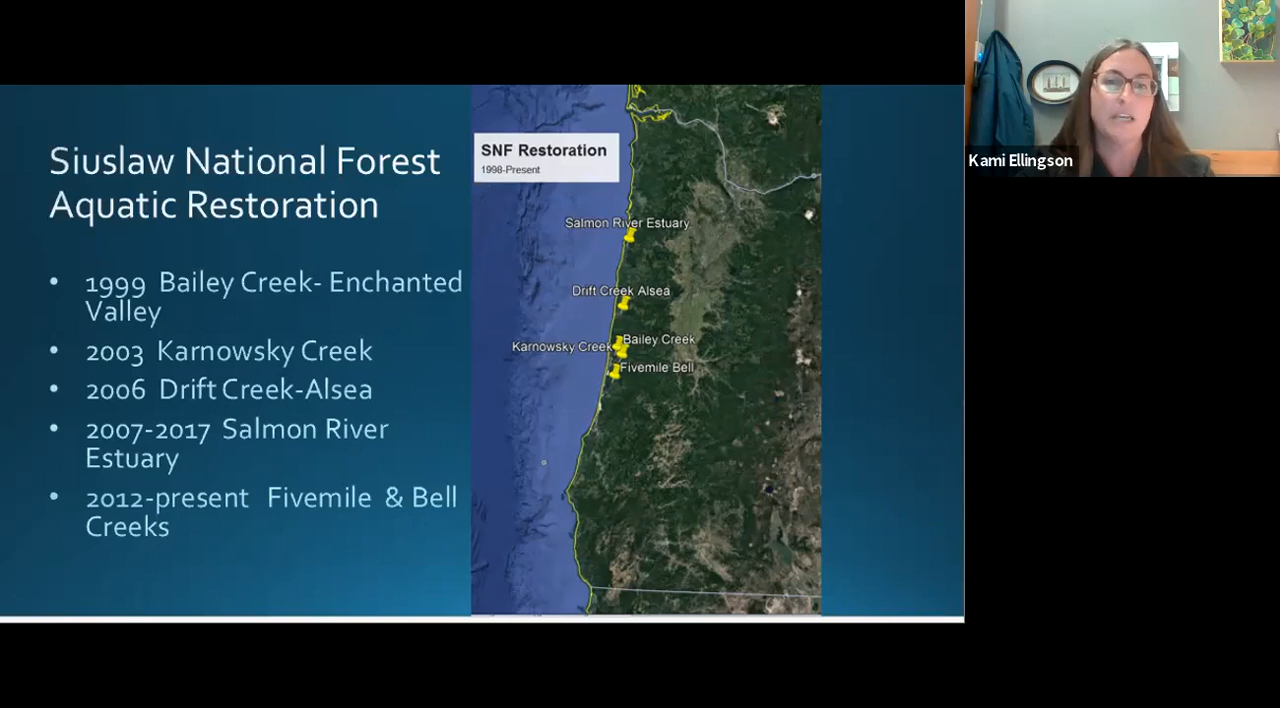 Siuslaw National Forest
Aquatic Restoration
• 1999 Bailey Creek- Enchanted
Valley
• 2003 Karnowsky Creek
• 2006 Drift Creek-Alsea
• 2007-2017 Salmon River
Estuary
• 2012-present Fivemile & Bell
Creeks
SNF Restoration
1998-Present
Salmon River Estuary
Drift Creek Alsea
Bailey Creek
Karnowsky Creek
Fivemile Bell
Kami Ellingson